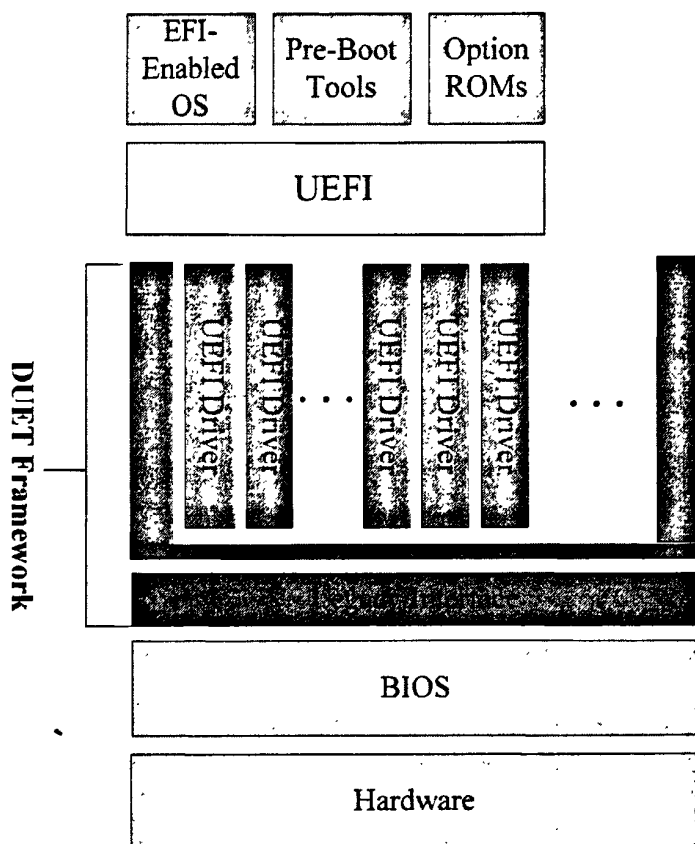 EFI-
Enabled
OS
Pre-Boot
Tools
Option
ROMs
UEFI
DUET Framework
UEFI Driver
UEFI Driver
. . .
UEFI Driver
UEFI Driver
UEFI Driver
. . .
BIOS
Hardware